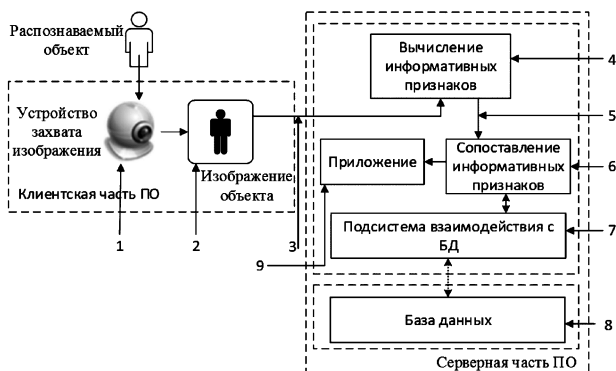 Распознаваемый
объект
Устройство
захвата
изображения
Изображение
объекта
Клиентская часть ПО
Вычисление
информативных
признаков
Приложение
Сопоставление
информативных
признаков
Подсистема взаимодействия с
БД
База данных
Серверная часть ПО
1
2
3
4
5
6
7
8
9